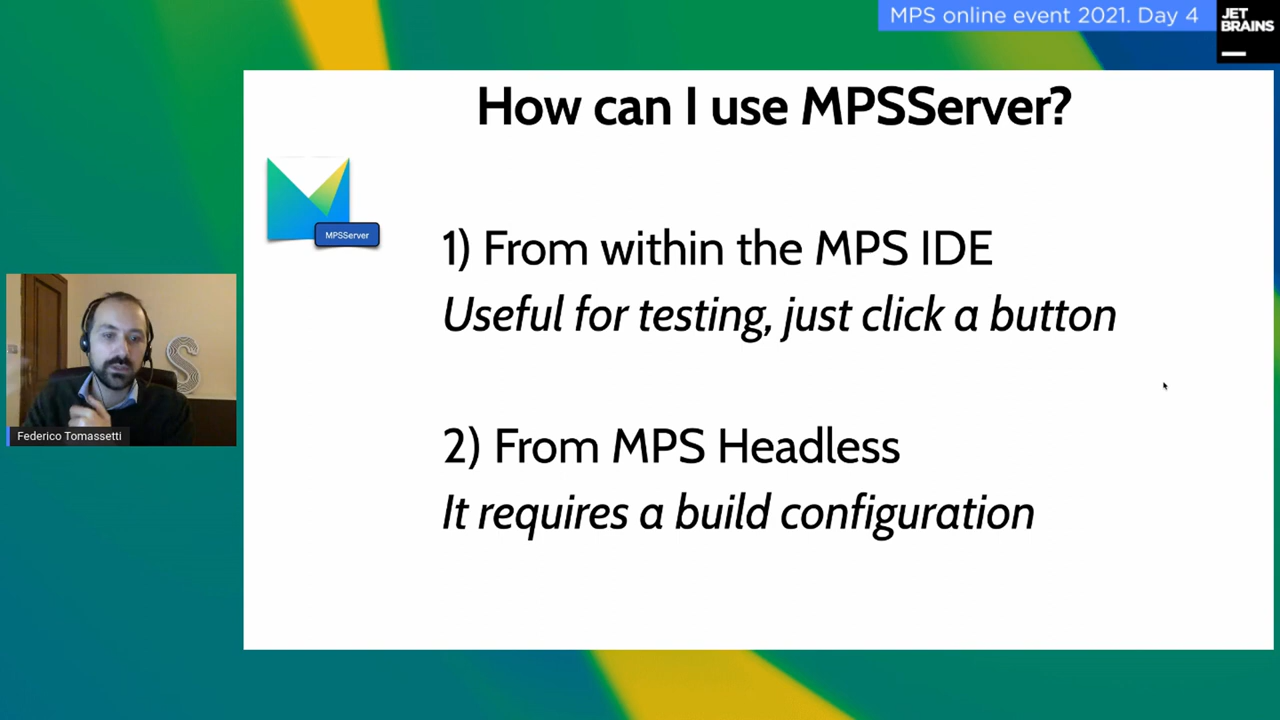 MPS online event 2021. Day 4
JET
BRAINS
How can I use MPSServer?
MPSServer
1) From within the MPS IDE
Useful for testing, just click a button
2) From MPS Headless
It requires a build configuration
Federico Tomassetti